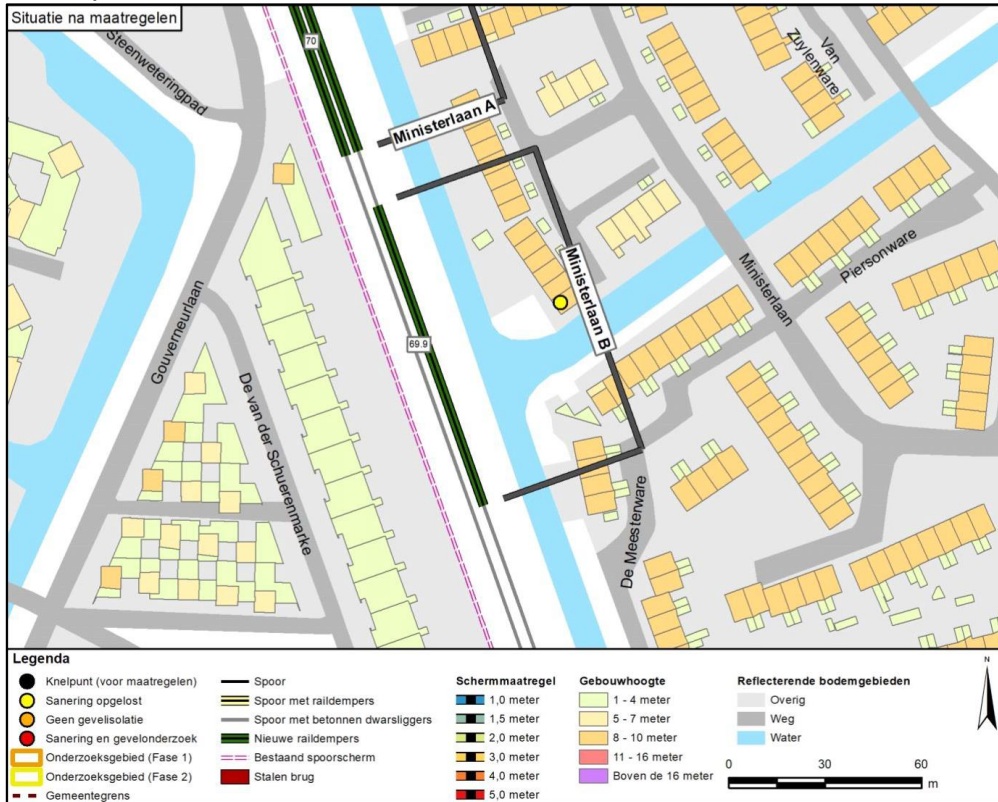 Situatie na maatregelen
Steenweteringpad
70
Ministerlaan A
Van
Zuylenware
Gouverneurlaan
De van der Schuerenmarke
69.9
Ministerlaan B
Ministerlaan
Piersonware
De Meesterware
Legenda
Knelpunt (voor maatregelen)
Sanering opgelost
Geen gevelisolatie
Sanering en gevelonderzoek
Onderzoeksgebied (Fase 1)
Onderzoeksgebied (Fase 2)
Gemeentegrens
Spoor
Spoor met raildempers
Spoor met betonnen dwarsliggers
Nieuwe raildempers
Bestaand spoorscherm
Stalen brug
Schermmaatregel
1,0 meter
1,5 meter
2,0 meter
3,0 meter
4,0 meter
5,0 meter
Gebouwhoogte
1 - 4 meter
5 - 7 meter
8 - 10 meter
11 - 16 meter
Boven de 16 meter
Reflecterende bodemgebieden
Overig
Weg
Water
N
0 30 60
m